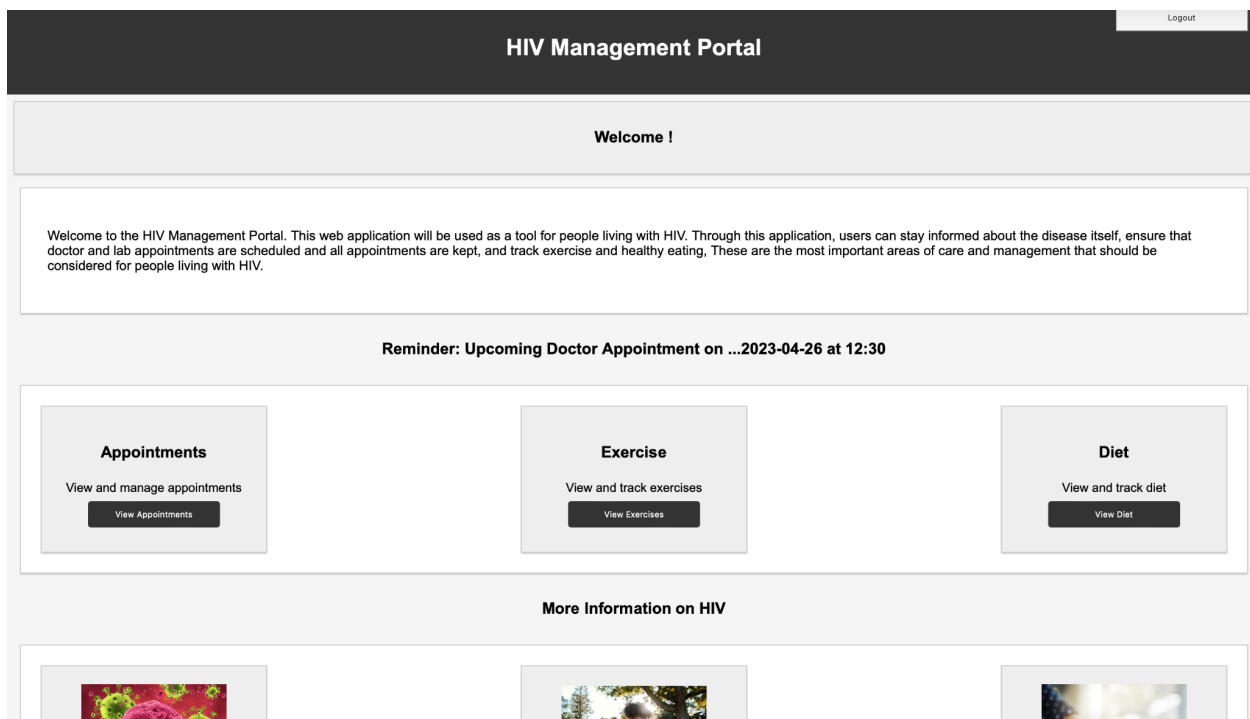 Logout
HIV Management Portal
Welcome !
Welcome to the HIV Management Portal. This web application will be used as a tool for people living with HIV. Through this application, users can stay informed about the disease itself, ensure that
doctor and lab appointments are scheduled and all appointments are kept, and track exercise and healthy eating, These are the most important areas of care and management that should be
considered for people living with HIV.
Reminder: Upcoming Doctor Appointment on ...2023-04-26 at 12:30
Appointments
View and manage appointments
View Appointments
Exercise
View and track exercises
View Exercises
Diet
View and track diet
View Diet
More Information on HIV